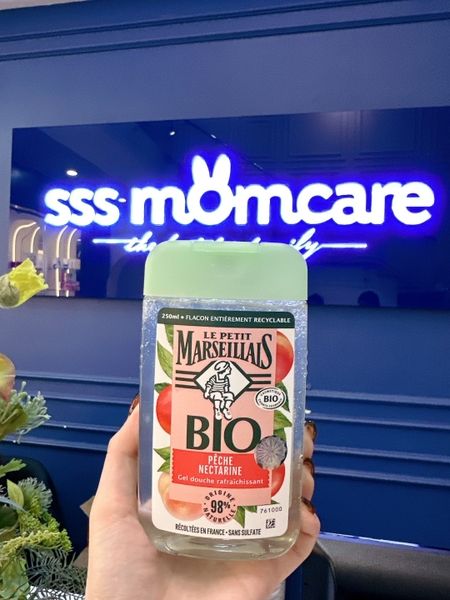 sss momcare
250ml • FLACON ENTIÈREMENT RECYCLABLE
LE PETIT
MARSEILLAIS
BIO
BIO
PÊCHE
NECTARINE
Gel douche rafraîchissant
ORIGINE
98%
NATURELLE
761000
RÉCOLTÉES EN FRANCE - SANS SULFATE